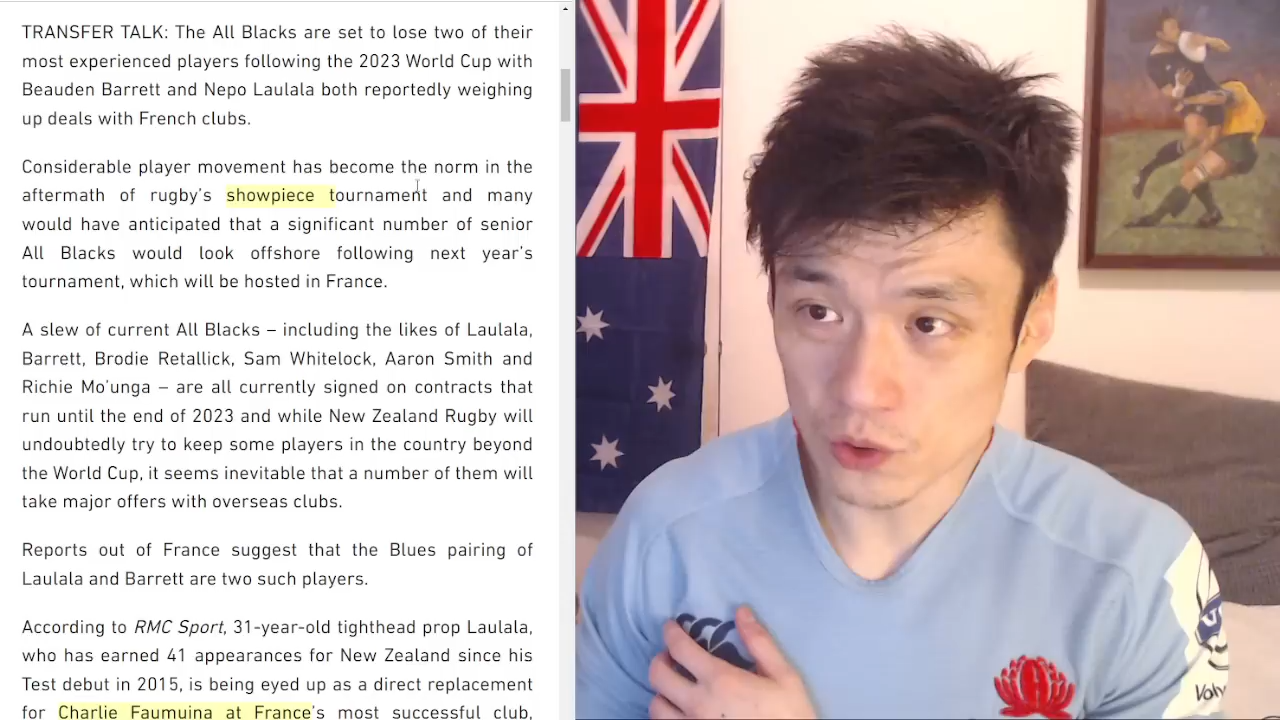 TRANSFER TALK: The All Blacks are set to lose two of their
most experienced players following the 2023 World Cup with
Beauden Barrett and Nepo Laulala both reportedly weighing
up deals with French clubs.
Considerable player movement has become the norm in the
aftermath of rugby's showpiece tournament and many
would have anticipated that a significant number of senior
All Blacks would look offshore following next year's
tournament, which will be hosted in France.
A slew of current All Blacks – including the likes of Laulala,
Barrett, Brodie Retallick, Sam Whitelock, Aaron Smith and
Richie Mo'unga – are all currently signed on contracts that
run until the end of 2023 and while New Zealand Rugby will
undoubtedly try to keep some players in the country beyond
the World Cup, it seems inevitable that a number of them will
take major offers with overseas clubs.
Reports out of France suggest that the Blues pairing of
Laulala and Barrett are two such players.
According to RMC Sport, 31-year-old tighthead prop Laulala,
who has earned 41 appearances for New Zealand since his
Test debut in 2015, is being eyed up as a direct replacement
for Charlie Faumuina at France's most successful club,